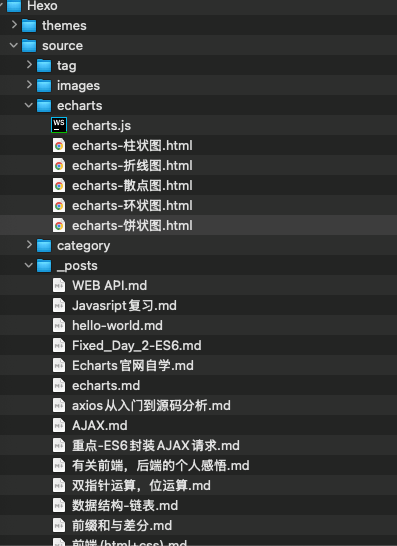 Hexo
themes
source
tag
images
echarts
WS echarts.js
echarts-柱状图.html
echarts-折线图.html
echarts-散点图.html
echarts-环状图.html
echarts-饼状图.html
category
_posts
WEB API.md
Javasript复习.md
hello-world.md
Fixed_Day_2-ES6.md
Echarts官网自学.md
echarts.md
axios从入门到源码分析.md
AJAX.md
重点-ES6封装AJAX请求.md
有关前端，后端的个人感悟.md
双指针运算，位运算.md
数据结构-链表.md
前缀和与差分.md
前端(html+css).md